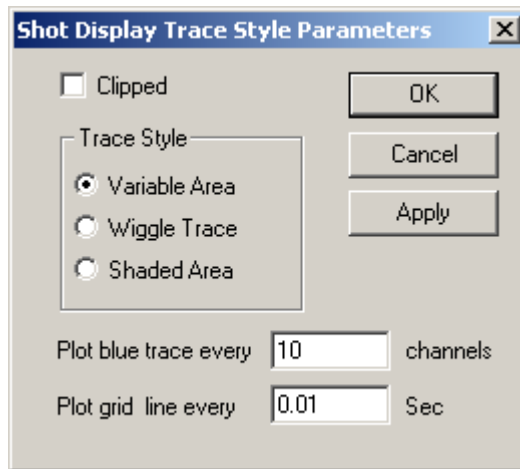 Shot Display Trace Style Parameters
Clipped
OK
Trace Style
Cancel
Variable Area
Apply
Wiggle Trace
Shaded Area
Plot blue trace every 10 channels
Plot grid line every 0.01 Sec